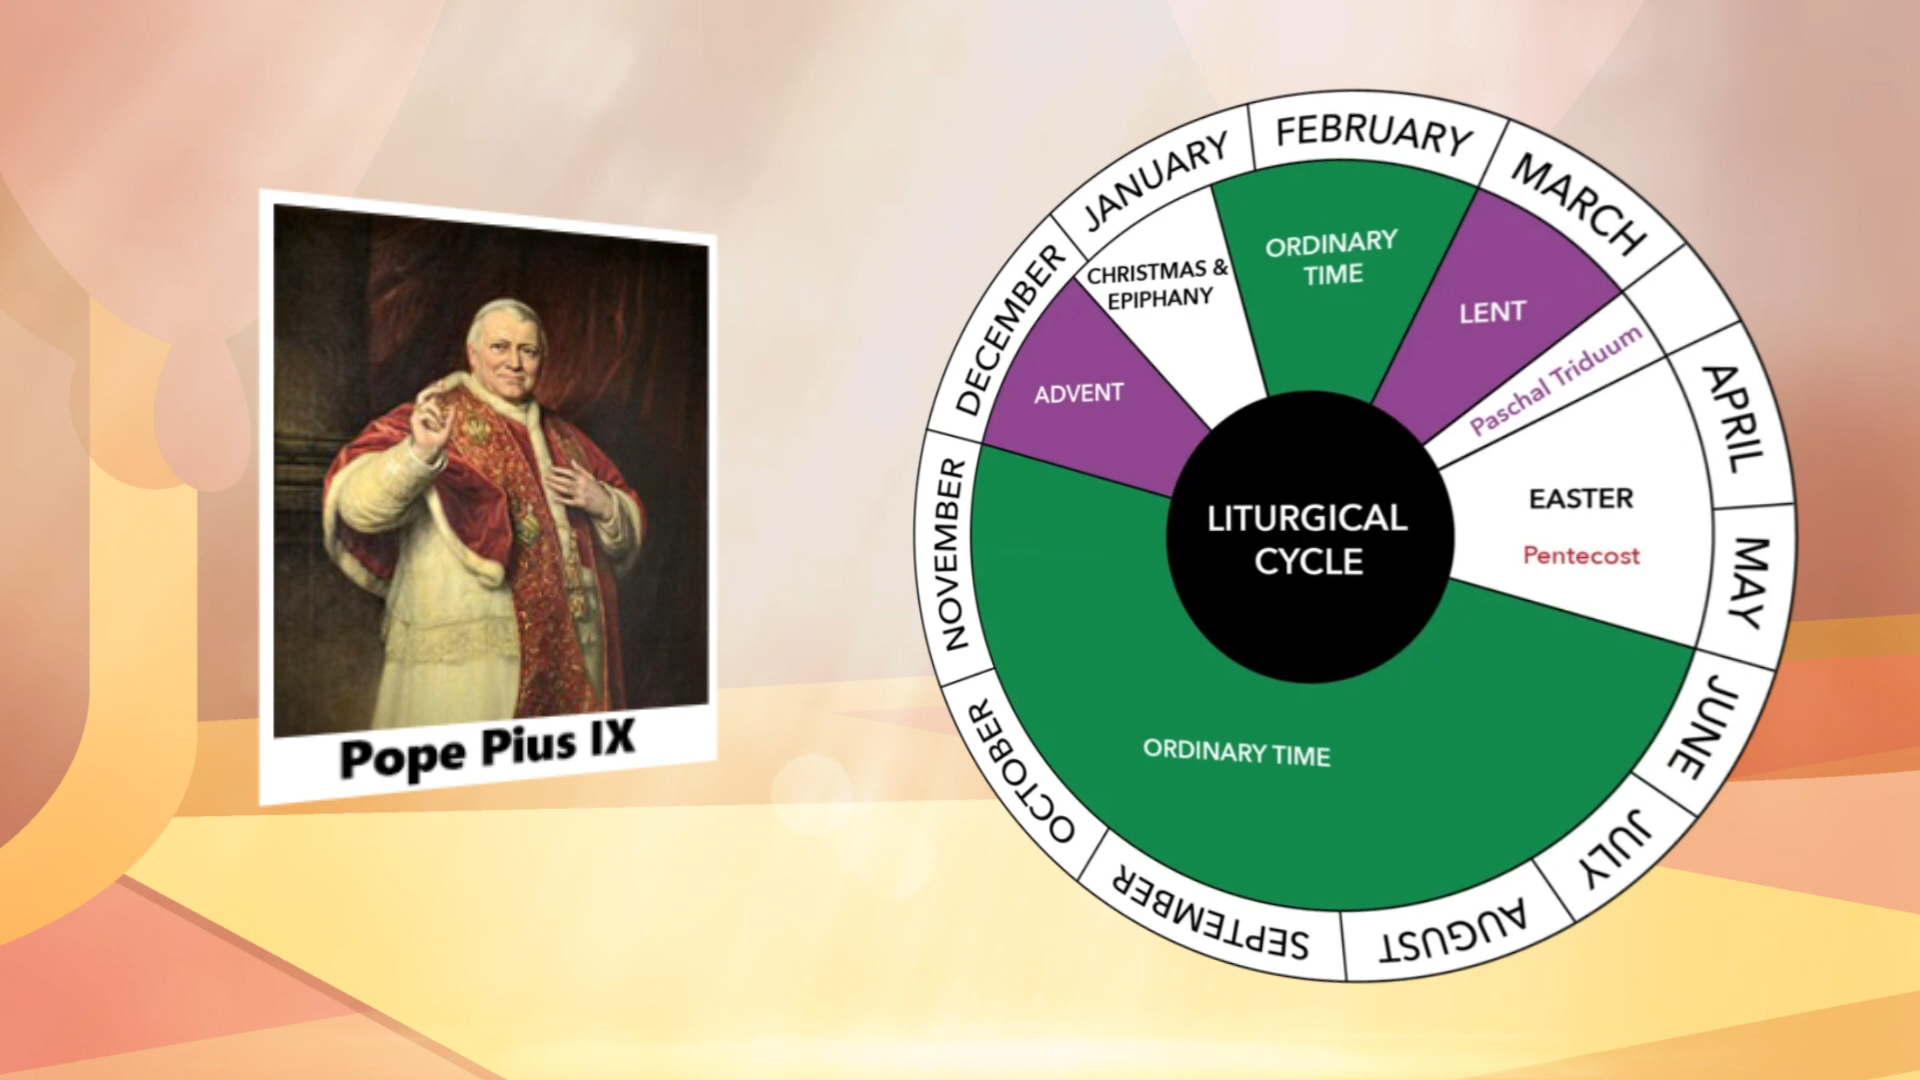 Pope Pius IX
JANUARY
FEBRUARY
MARCH
APRIL
MAY
JUNE
JULY
AUGUST
SEPTEMBER
OCTOBER
NOVEMBER
DECEMBER
ADVENT
CHRISTMAS &
EPIPHANY
ORDINARY
TIME
LENT
Paschal Triduum
EASTER
Pentecost
ORDINARY TIME
LITURGICAL
CYCLE